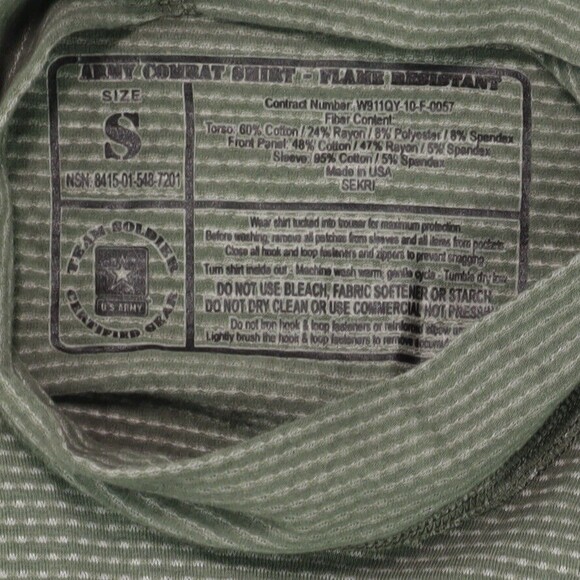 ARMY COMBAT SHIRT - FLAME RESISTANT
SIZE
S
NSN: 8415-01-548-7201
Contract Number: W911QY-10-F-0057
Fiber Content:
Torso: 60% Cotton / 24% Rayon / 8% Polyester / 8% Spandex
Front Panel: 48% Cotton / 47% Rayon / 5% Spandex
Sleeve: 95% Cotton / 5% Spandex
Made in USA
SEKRI
TEAM SOLDIER
U.S. ARMY
CERTIFIED GEAR
Wear shirt tucked into trouser for maximum protection.
Before washing, remove all patches from sleeves and all items from pockets.
Close all hook and loop fasteners and zippers to prevent snagging.
Turn shirt inside out - Machine wash warm, gentle cycle - Tumble dry low
DO NOT USE BLEACH, FABRIC SOFTENER OR STARCH.
DO NOT DRY CLEAN OR USE COMMERCIAL HOT PRESS
Do not iron hook & loop fasteners or reinforced elbow
Lightly brush the hook & loop fasteners to remove